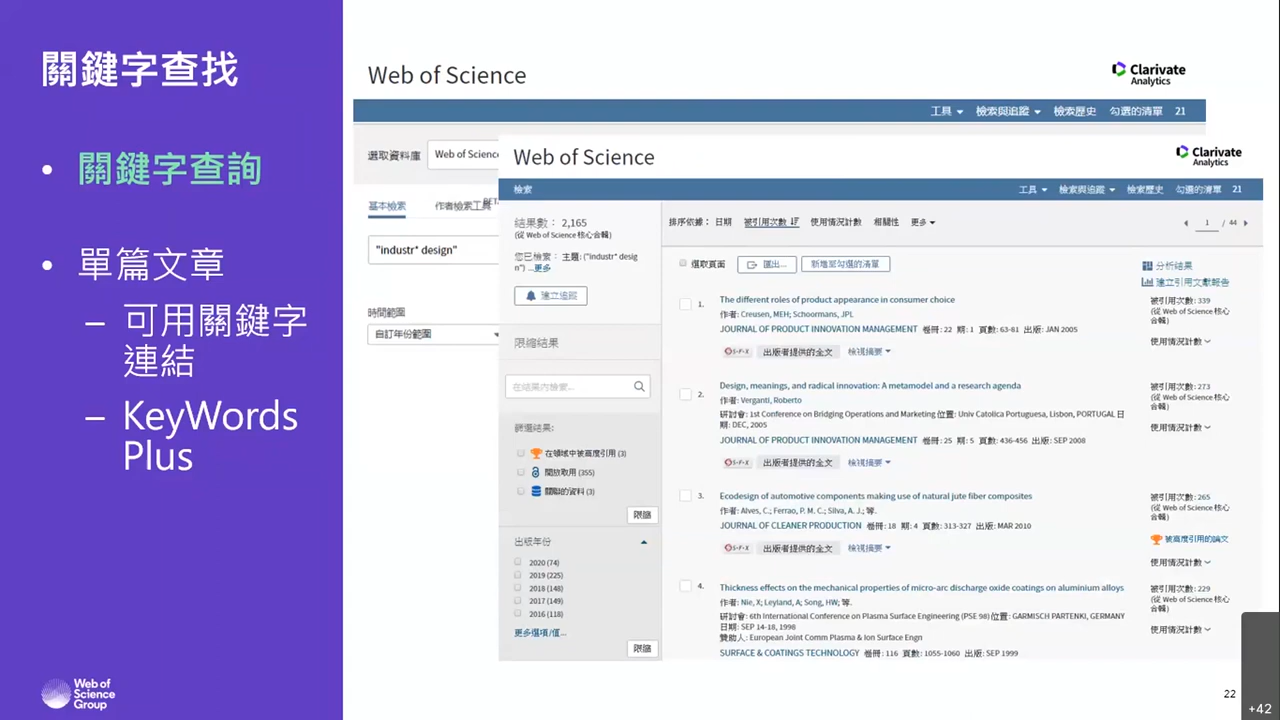 關鍵字查找
• 關鍵字查詢
• 單篇文章
– 可用關鍵字
連結
– KeyWords
Plus
Web of
Science
Group
Web of Science
Clarivate
Analytics
工具 檢索與追蹤 檢索歷史 勾選的清單 21
選取資料庫 Web of Science
基本檢索 作者檢索工具 BETA
"industr* design"
時間範圍
自訂年份範圍
Web of Science
Clarivate
Analytics
檢索 工具 檢索與追蹤 檢索歷史 勾選的清單 21
結果數: 2,165
(從 Web of Science 核心合輯)
您已檢索: 主題: ("industr* desig
n") ...更多
建立追蹤
限縮結果
在結果內檢索...
篩選結果:
在領域中被高度引用 (3)
開放取用 (355)
關聯的資料 (3)
限縮
出版年份
2020 (74)
2019 (225)
2018 (148)
2017 (149)
2016 (118)
更多選項/值...
限縮
排序依據: 日期 被引用次數 使用情況計數 相關性 更多
1 / 44
選取頁面 匯出... 新增至勾選的清單
分析結果
建立引用文獻報告
1. The different roles of product appearance in consumer choice
作者: Creusen, MEH; Schoormans, JPL
JOURNAL OF PRODUCT INNOVATION MANAGEMENT 卷冊: 22 期: 1 頁數: 63-81 出版: JAN 2005
S·F·X 出版者提供的全文 檢視摘要
被引用次數: 339
(從 Web of Science 核心
合輯)
使用情況計數
2. Design, meanings, and radical innovation: A metamodel and a research agenda
作者: Verganti, Roberto
研討會: 1st Conference on Bridging Operations and Marketing 位置: Univ Catolica Portuguesa, Lisbon, PORTUGAL 日
期: DEC, 2005
JOURNAL OF PRODUCT INNOVATION MANAGEMENT 卷冊: 25 期: 5 頁數: 436-456 出版: SEP 2008
S·F·X 出版者提供的全文 檢視摘要
被引用次數: 273
(從 Web of Science 核心
合輯)
使用情況計數
3. Ecodesign of automotive components making use of natural jute fiber composites
作者: Alves, C.; Ferrao, P. M. C.; Silva, A. J.; 等.
JOURNAL OF CLEANER PRODUCTION 卷冊: 18 期: 4 頁數: 313-327 出版: MAR 2010
S·F·X 出版者提供的全文 檢視摘要
被引用次數: 265
(從 Web of Science 核心
合輯)
被高度引用的論文
使用情況計數
4. Thickness effects on the mechanical properties of micro-arc discharge oxide coatings on aluminium alloys
作者: Nie, X; Leyland, A; Song, HW; 等.
研討會: 6th International Conference on Plasma Surface Engineering (PSE 98) 位置: GARMISCH PARTENKI, GERMANY
日期: SEP 14-18, 1998
贊助人: European Joint Comm Plasma & Ion Surface Engn
SURFACE & COATINGS TECHNOLOGY 卷冊: 116 頁數: 1055-1060 出版: SEP 1999
被引用次數: 229
(從 Web of Science 核心
合輯)
使用情況計數
22
+42